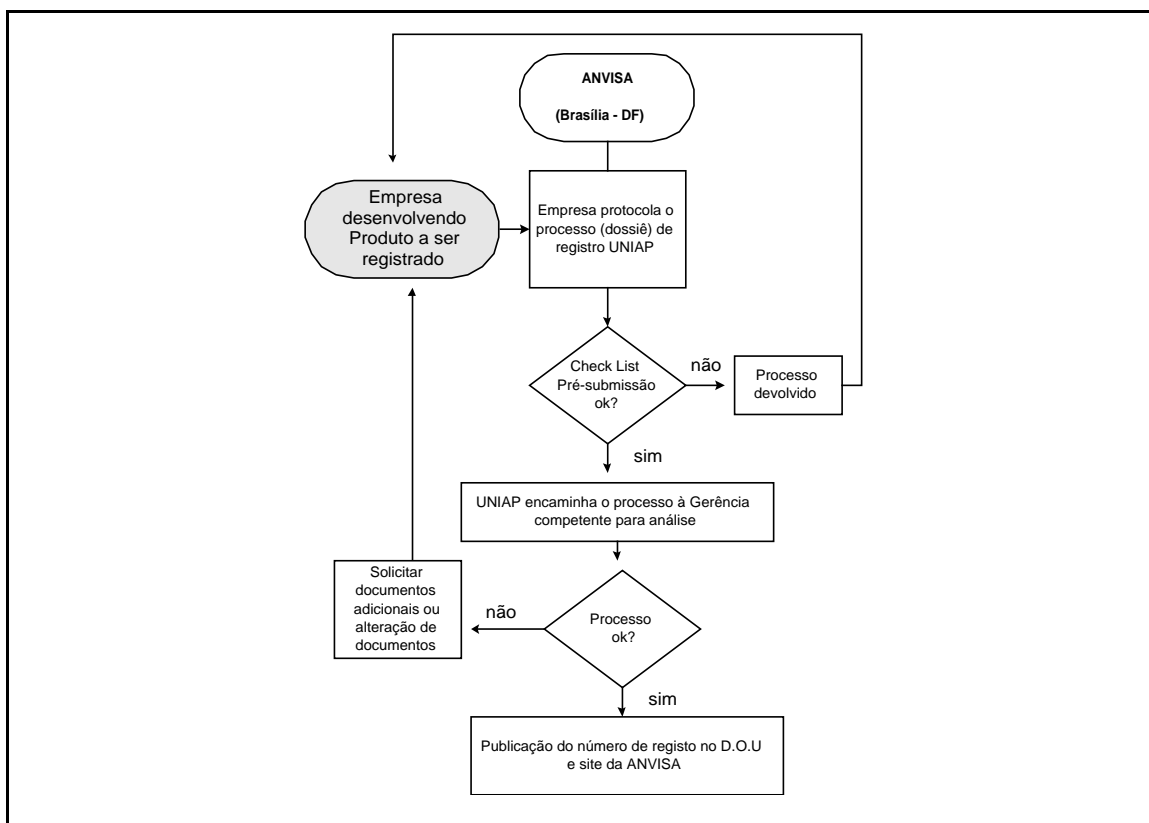 ANVISA
(Brasília - DF)
Empresa
desenvolvendo
Produto a ser
registrado
Empresa protocola o
processo (dossiê) de
registro UNIAP
Check List
Pré-submissão
ok?
não
Processo
devolvido
sim
UNIAP encaminha o processo à Gerência
competente para análise
Solicitar
documentos
adicionais ou
alteração de
documentos
não
Processo
ok?
sim
Publicação do número de registo no D.O.U
e site da ANVISA